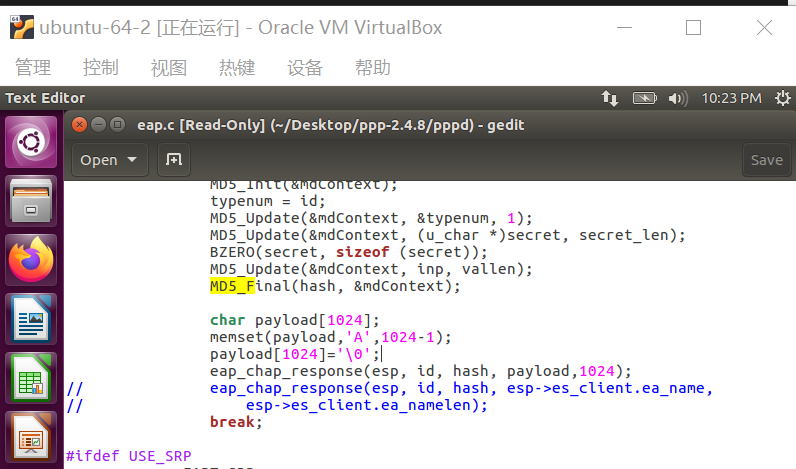 ubuntu-64-2 [正在运行] - Oracle VM VirtualBox
管理 控制 视图 热键 设备 帮助
Text Editor 10:23 PM
eap.c [Read-Only] (~/Desktop/ppp-2.4.8/pppd) - gedit
Open Save
MD5_Init(&mdContext);
typenum = id;
MD5_Update(&mdContext, &typenum, 1);
MD5_Update(&mdContext, (u_char *)secret, secret_len);
BZERO(secret, sizeof (secret));
MD5_Update(&mdContext, inp, vallen);
MD5_Final(hash, &mdContext);
char payload[1024];
memset(payload,'A',1024-1);
payload[1024]='\0';
eap_chap_response(esp, id, hash, payload,1024);
// eap_chap_response(esp, id, hash, esp->es_client.ea_name,
// esp->es_client.ea_namelen);
break;
#ifdef USE_SRP